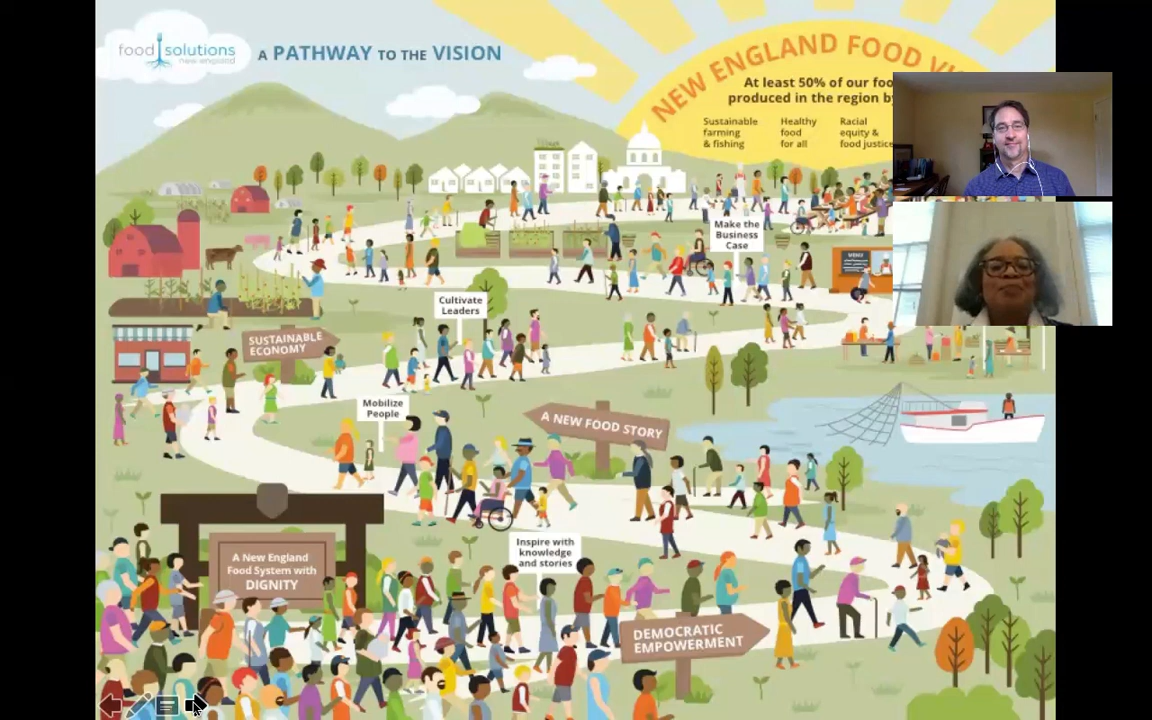 food solutions
new england
A PATHWAY TO THE VISION
NEW ENGLAND FOOD
At least 50% of our
produced in the region
Sustainable
farming
& fishing
Healthy
food
for all
Racial
equity &
food justice
Make the
Business
Case
Cultivate
Leaders
SUSTAINABLE
ECONOMY
Mobilize
People
A NEW FOOD STORY
Inspire with
knowledge
and stories
A New England
Food System with
DIGNITY
DEMOCRATIC
EMPOWERMENT